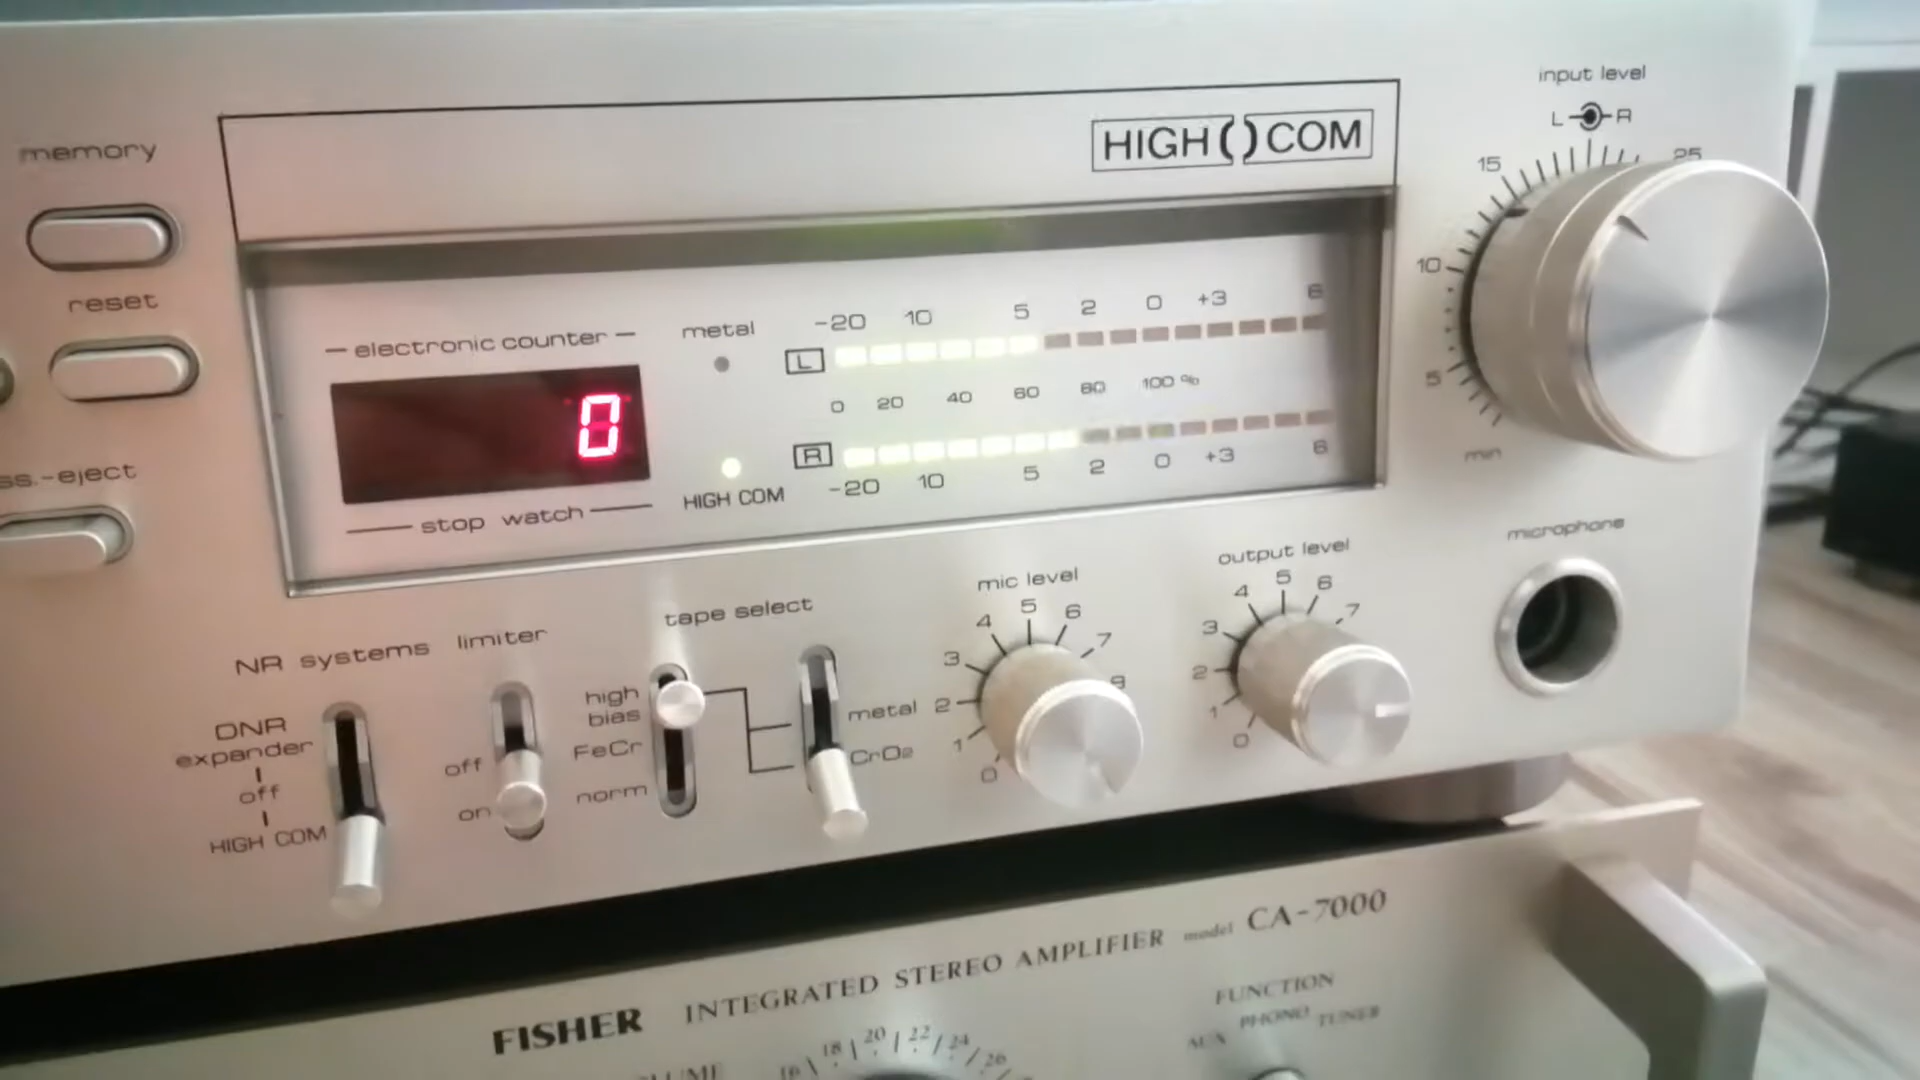 memory
reset
ss.-eject
HIGH COM
electronic counter
0
stop watch
metal
HIGH COM
L
-20 10 5 2 0 +3 6
0 20 40 60 80 100 %
R
-20 10 5 2 0 +3 6
input level
L R
min 5 10 15 25
NR systems
DNR
expander
off
HIGH COM
limiter
off
on
tape select
high
bias
FeCr
norm
metal
CrO2
mic level
0 1 2 3 4 5 6 7 9
output level
0 1 2 3 4 5 6 7
microphone
FISHER INTEGRATED STEREO AMPLIFIER model CA-7000
16 18 20 22 24 26
FUNCTION
AUX PHONO TUNER